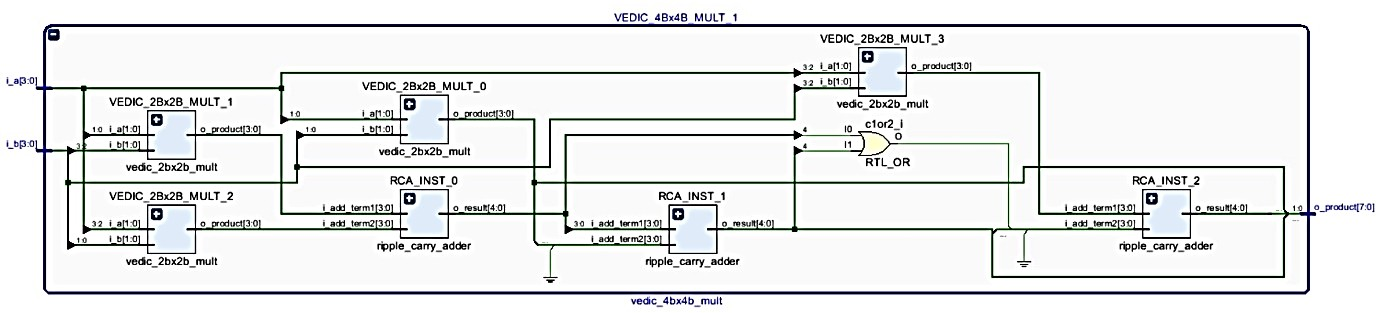 VEDIC_4Bx4B_MULT_1
VEDIC_2Bx2B_MULT_3
i_a[3:0]
3:2 i_a[1:0] o_product[3:0]
3:2 i_b[1:0]
vedic_2bx2b_mult
VEDIC_2Bx2B_MULT_0
1:0 i_a[1:0] o_product[3:0]
1:0 i_b[1:0]
vedic_2bx2b_mult
VEDIC_2Bx2B_MULT_1
1:0 i_a[1:0] o_product[3:0]
i_b[3:0]
3:2 i_b[1:0]
vedic_2bx2b_mult
c1or2_i
4 I0 O
4 I1
RTL_OR
VEDIC_2Bx2B_MULT_2
3:2 i_a[1:0] o_product[3:0]
1:0 i_b[1:0]
vedic_2bx2b_mult
RCA_INST_0
i_add_term1[3:0] o_result[4:0]
i_add_term2[3:0]
ripple_carry_adder
RCA_INST_1
3:0 i_add_term1[3:0] o_result[4:0]
i_add_term2[3:0]
ripple_carry_adder
RCA_INST_2
i_add_term1[3:0] o_result[4:0]
i_add_term2[3:0]
ripple_carry_adder
1:0 o_product[7:0]
vedic_4bx4b_mult